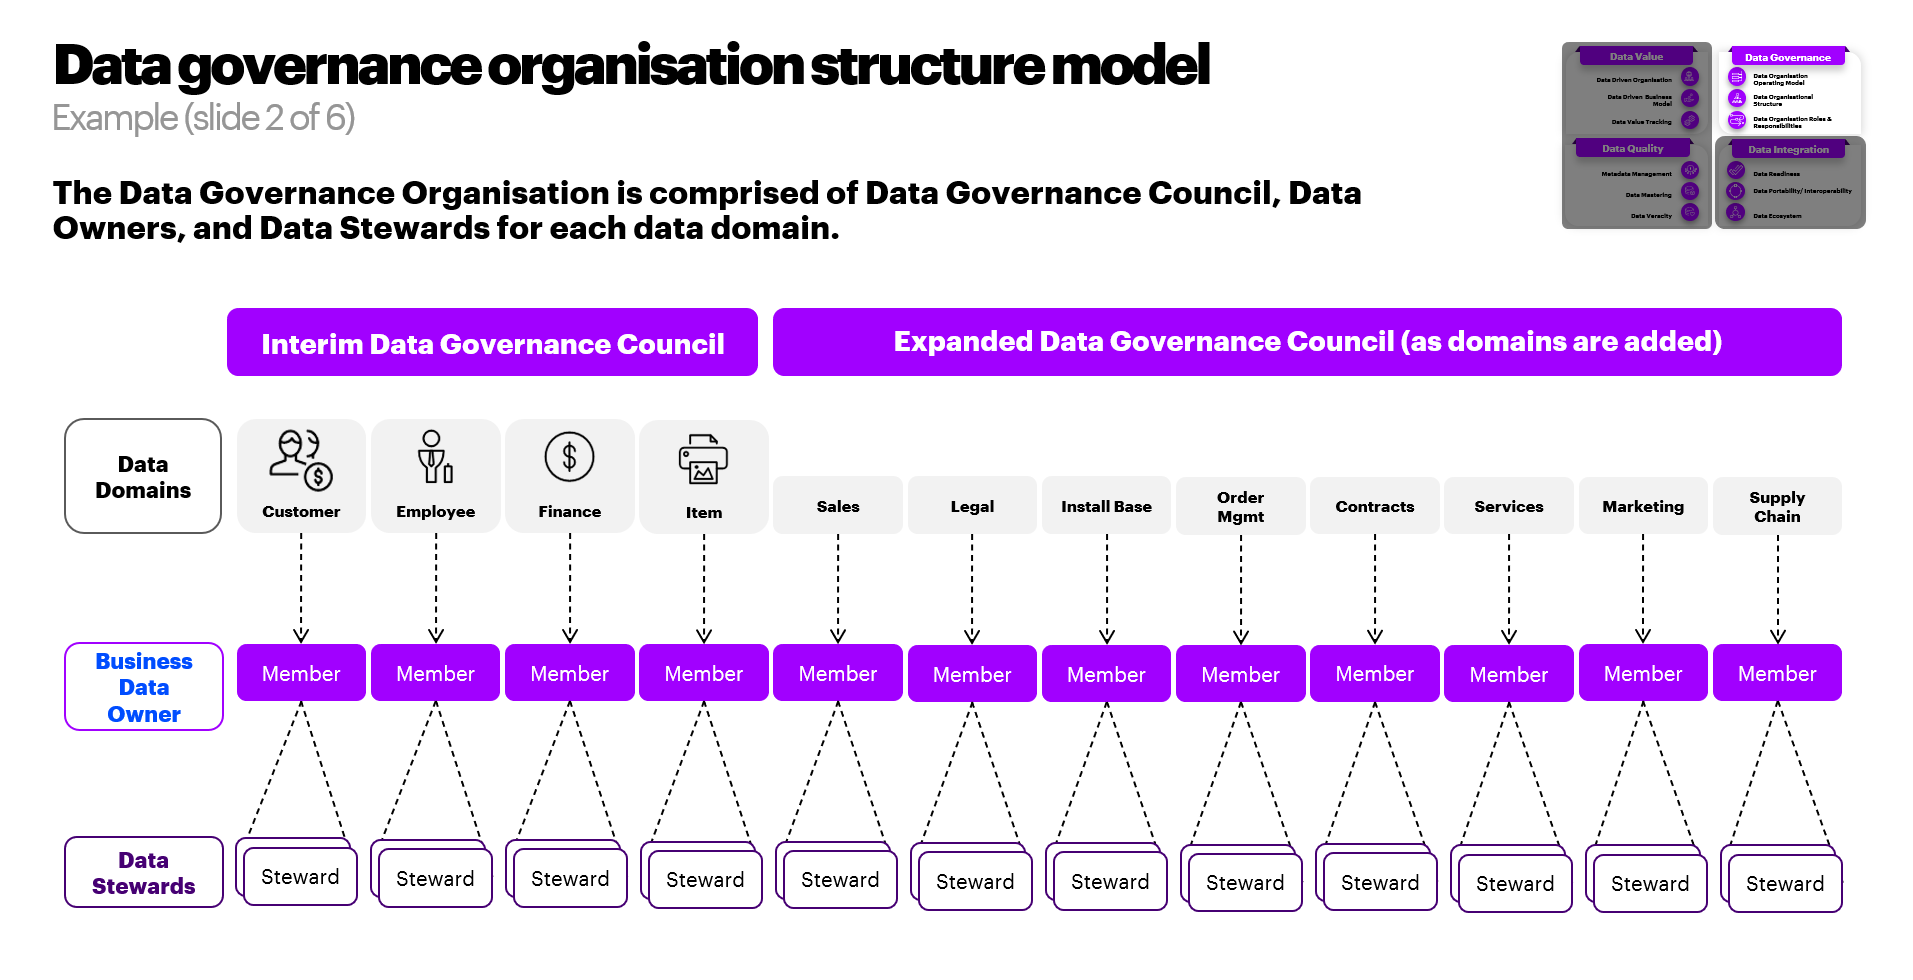 Data governance organisation structure model
Example (slide 2 of 6)
The Data Governance Organisation is comprised of Data Governance Council, Data
Owners, and Data Stewards for each data domain.
Data Value
Data Driven Organisation
Data Driven Business
Model
Data Value Tracking
Data Governance
Data Organisation
Operating Model
Data Organisational
Structure
Data Organisation Roles &
Responsibilities
Data Quality
Metadata Management
Data Mastering
Data Veracity
Data Integration
Data Readiness
Data Portability/ Interoperability
Data Ecosystem
Interim Data Governance Council
Expanded Data Governance Council (as domains are added)
Data
Domains
Customer
Employee
Finance
Item
Sales
Legal
Install Base
Order
Mgmt
Contracts
Services
Marketing
Supply
Chain
Business
Data
Owner
Member
Member
Member
Member
Member
Member
Member
Member
Member
Member
Member
Member
Data
Stewards
Steward
Steward
Steward
Steward
Steward
Steward
Steward
Steward
Steward
Steward
Steward
Steward